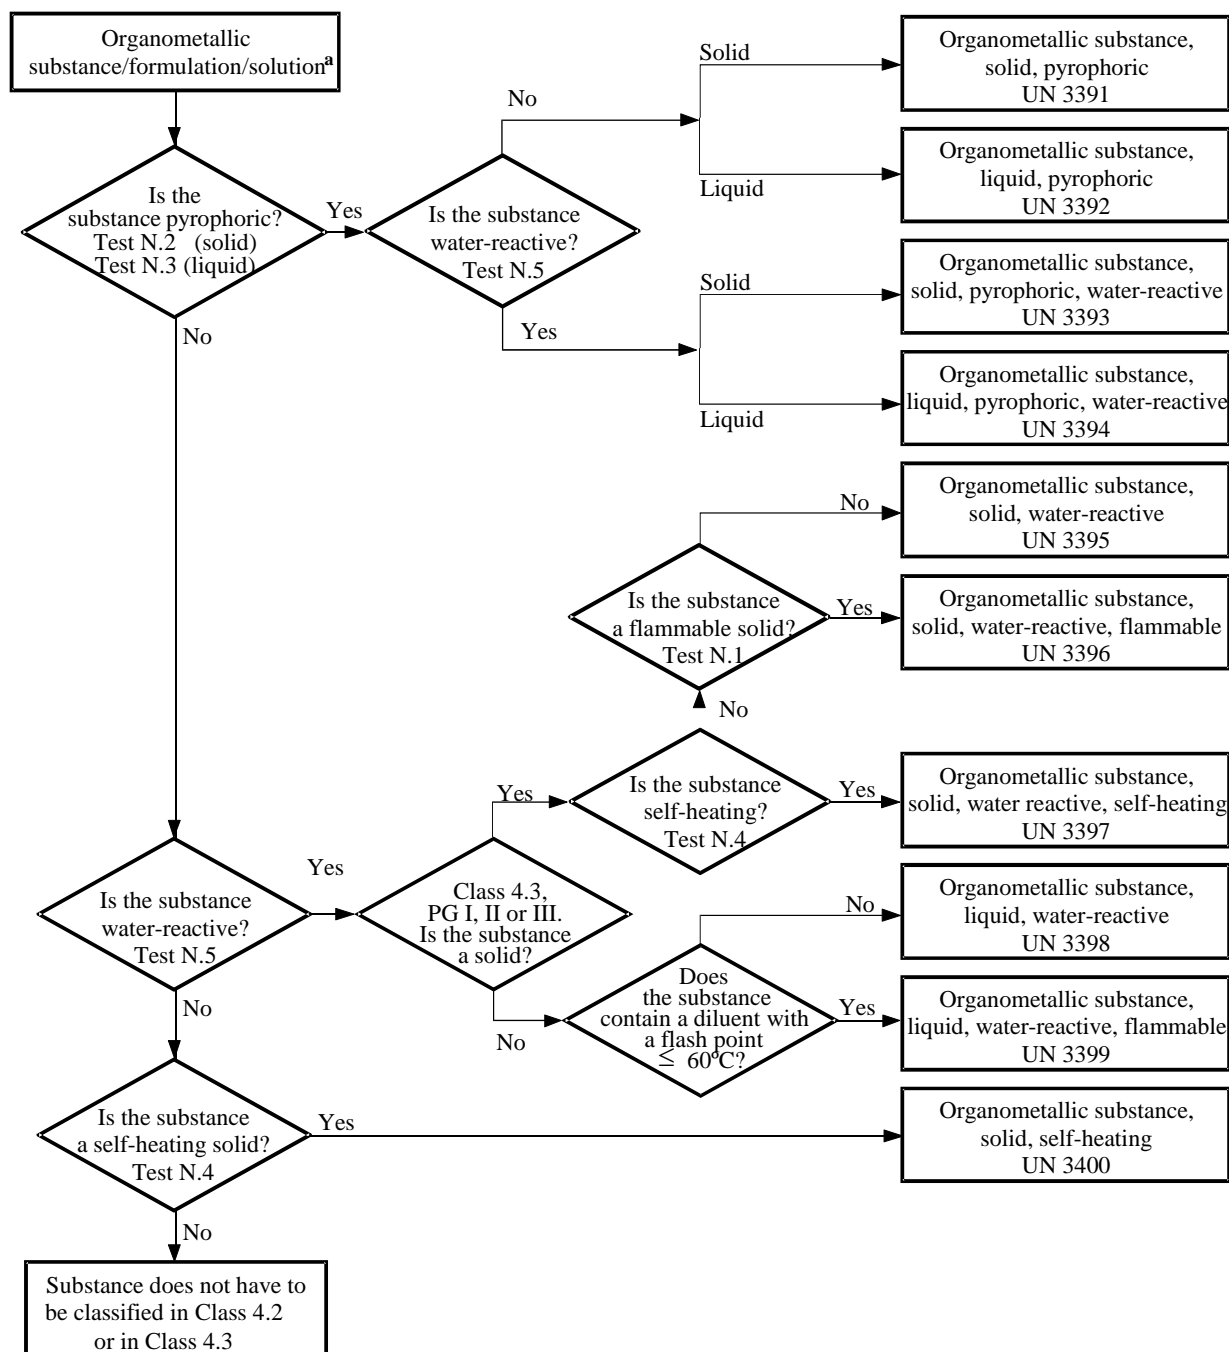 Organometallic
substance/formulation/solutionᵃ
Solid
Organometallic substance,
solid, pyrophoric
UN 3391
No
Is the
substance pyrophoric?
Test N.2 (solid)
Test N.3 (liquid)
Yes
Is the substance
water-reactive?
Test N.5
Liquid
Organometallic substance,
liquid, pyrophoric
UN 3392
Solid
Organometallic substance,
solid, pyrophoric, water-reactive
UN 3393
Yes
No
Liquid
Organometallic substance,
liquid, pyrophoric, water-reactive
UN 3394
No
Organometallic substance,
solid, water-reactive
UN 3395
Is the substance
a flammable solid?
Test N.1
Yes
Organometallic substance,
solid, water-reactive, flammable
UN 3396
No
Yes
Is the substance
self-heating?
Test N.4
Yes
Organometallic substance,
solid, water reactive, self-heating
UN 3397
Is the substance
water-reactive?
Test N.5
Yes
Class 4.3,
PG I, II or III.
Is the substance
a solid?
No
Organometallic substance,
liquid, water-reactive
UN 3398
No
No
Does
the substance
contain a diluent with
a flash point
≤ 60ºC?
Yes
Organometallic substance,
liquid, water-reactive, flammable
UN 3399
Is the substance
a self-heating solid?
Test N.4
Yes
Organometallic substance,
solid, self-heating
UN 3400
No
Substance does not have to
be classified in Class 4.2
or in Class 4.3